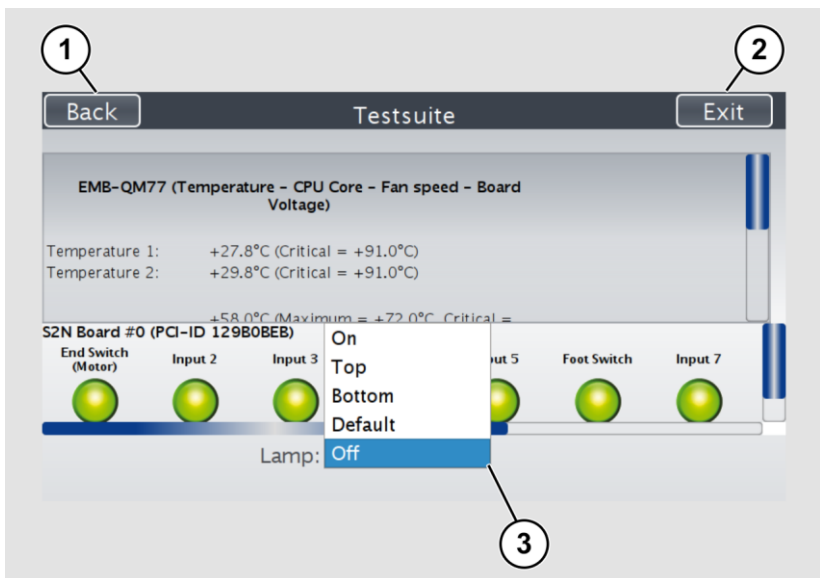 1
2
Back
Testsuite
Exit
EMB-QM77 (Temperature - CPU Core - Fan speed - Board
Voltage)
Temperature 1: +27.8°C (Critical = +91.0°C)
Temperature 2: +29.8°C (Critical = +91.0°C)
+58.0°C (Maximum = +72.0°C, Critical =
S2N Board #0 (PCI-ID 129B0BEB)
End Switch
(Motor)
Input 2
Input 3
ut 5
Foot Switch
Input 7
On
Top
Bottom
Default
Lamp: Off
3